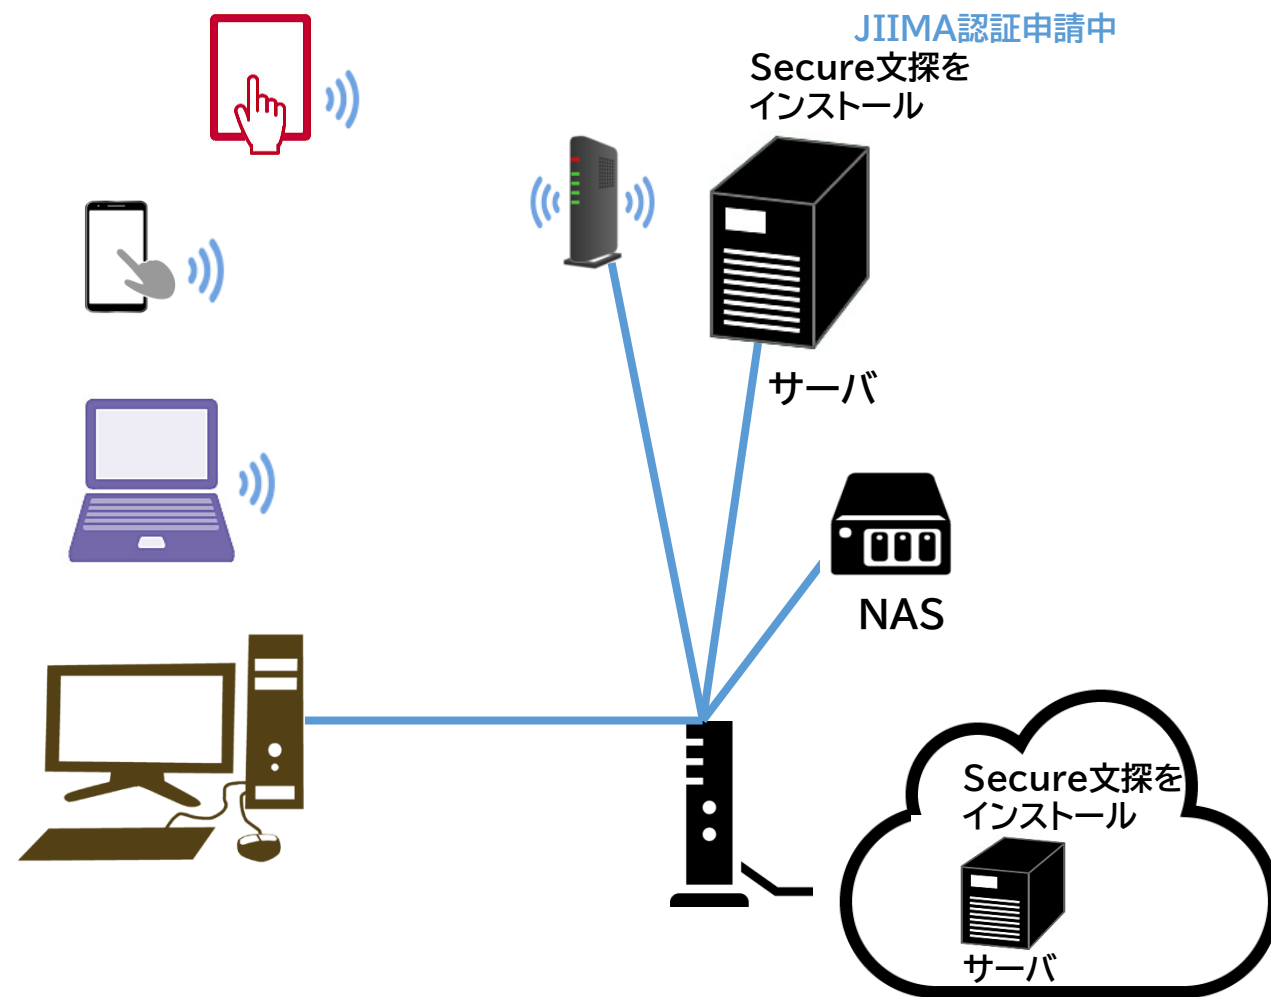 JIIMA認証申請中
Secure文探を
インストール
サーバ
NAS
Secure文探を
インストール
サーバ